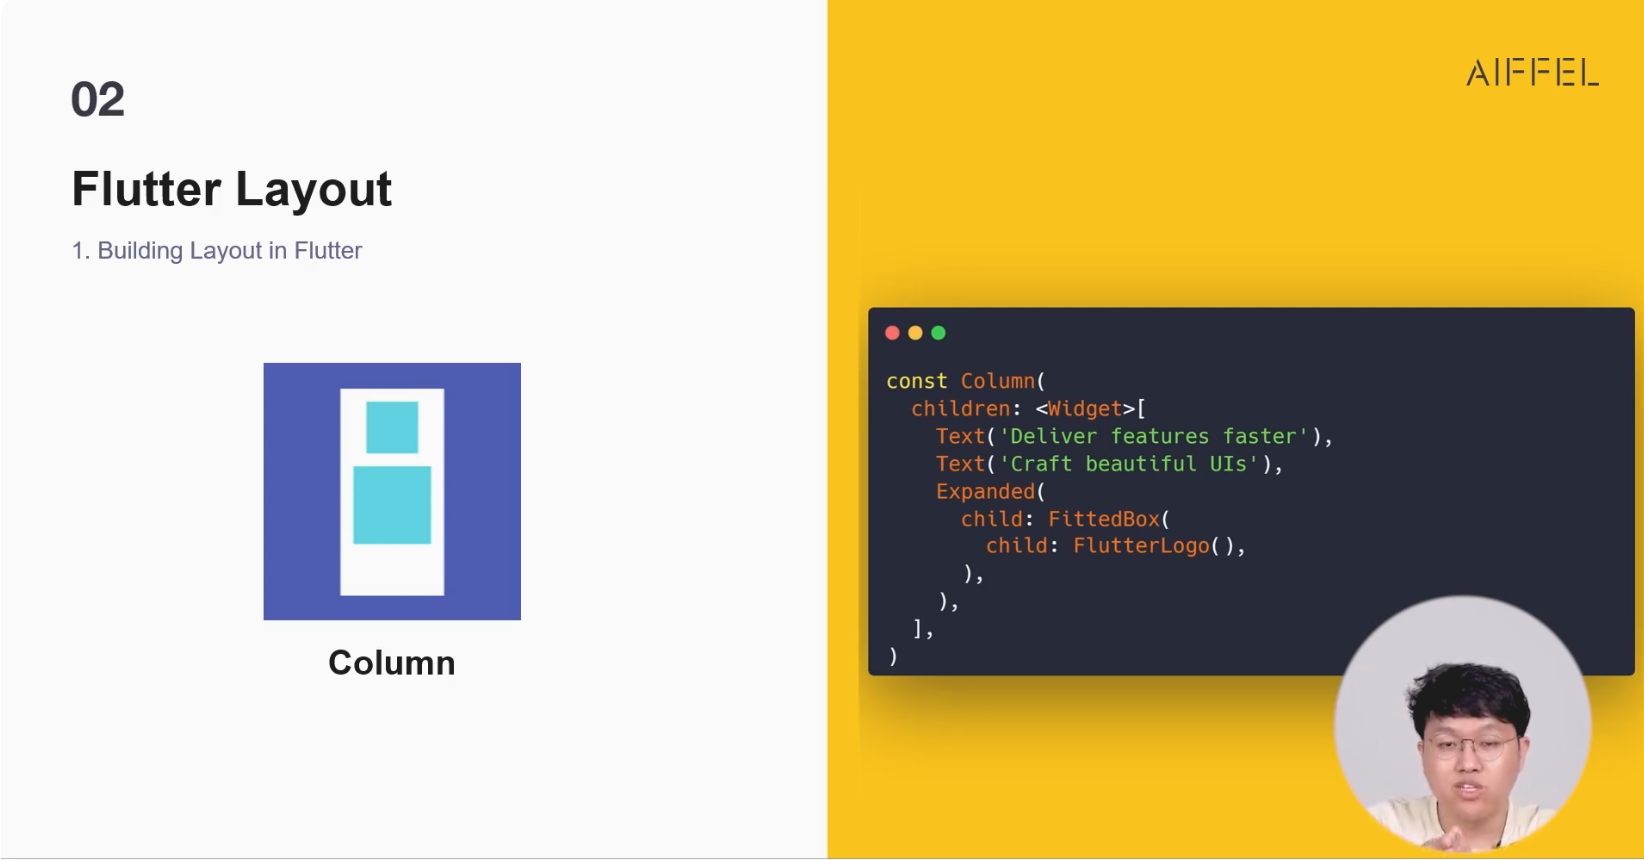 02
Flutter Layout
1. Building Layout in Flutter
Column
AIFFEL
const Column(
  children: <Widget>[
    Text('Deliver features faster'),
    Text('Craft beautiful UIs'),
    Expanded(
      child: FittedBox(
        child: FlutterLogo(),
      ),
    ),
  ],
)